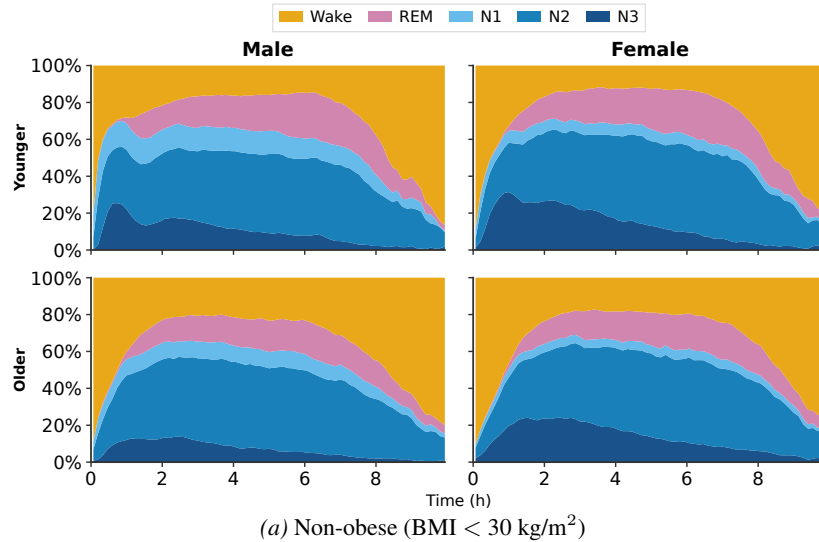 Wake REM N1 N2 N3
Male Female
100%
80%
60%
40%
20%
0%
Younger
100%
80%
60%
40%
20%
0%
Older
0 2 4 6 8 0 2 4 6 8
Time (h)
(a) Non-obese (BMI < 30 kg/m²)